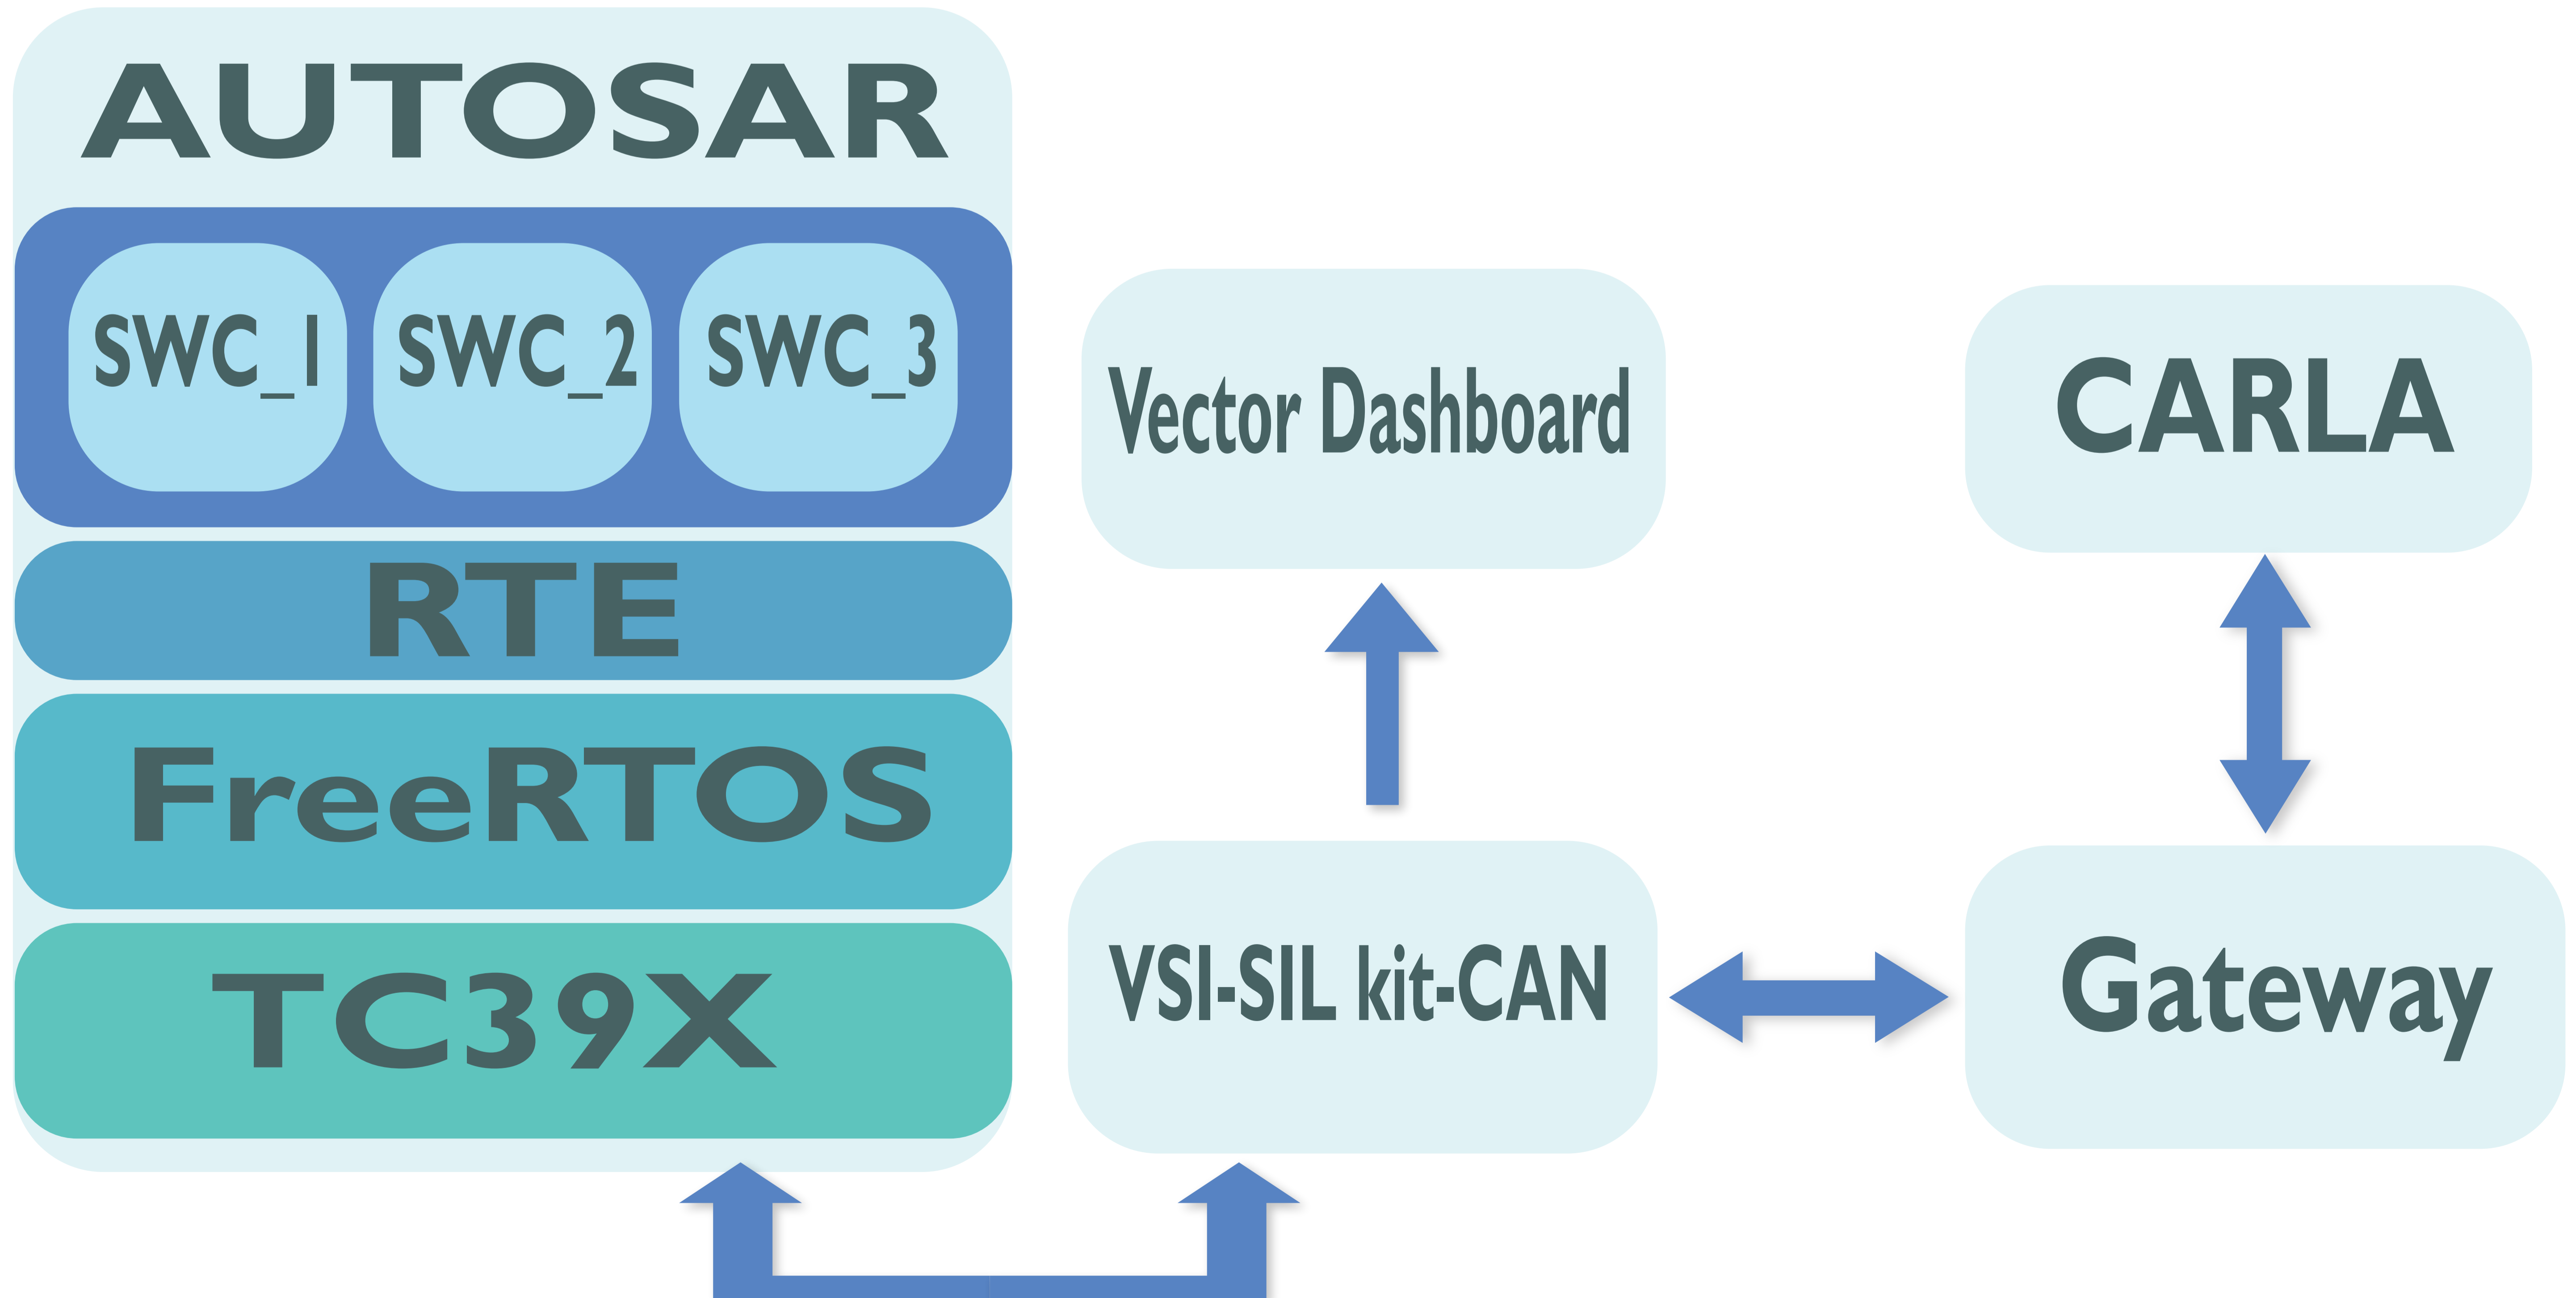 AUTOSAR
SWC_1
SWC_2
SWC_3
RTE
FreeRTOS
TC39X
Vector Dashboard
VSI-SIL kit-CAN
CARLA
Gateway